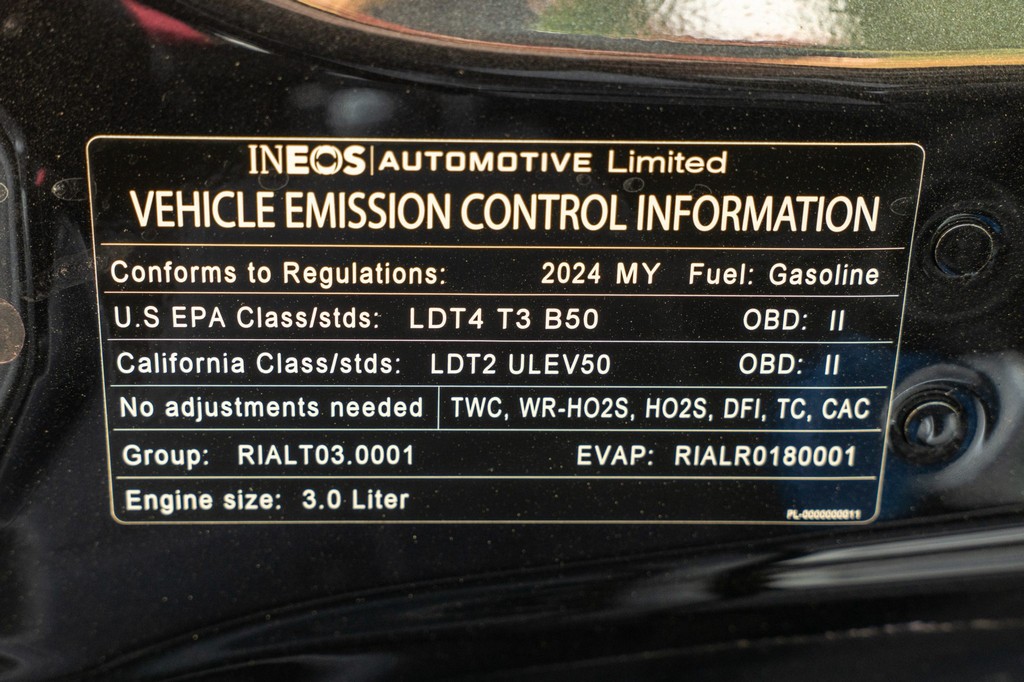 INEOS | AUTOMOTIVE Limited
VEHICLE EMISSION CONTROL INFORMATION
Conforms to Regulations: 2024 MY Fuel: Gasoline
U.S EPA Class/stds: LDT4 T3 B50 OBD: II
California Class/stds: LDT2 ULEV50 OBD: II
No adjustments needed TWC, WR-HO2S, HO2S, DFI, TC, CAC
Group: RIALT03.0001 EVAP: RIALR0180001
Engine size: 3.0 Liter
PL-0000000011